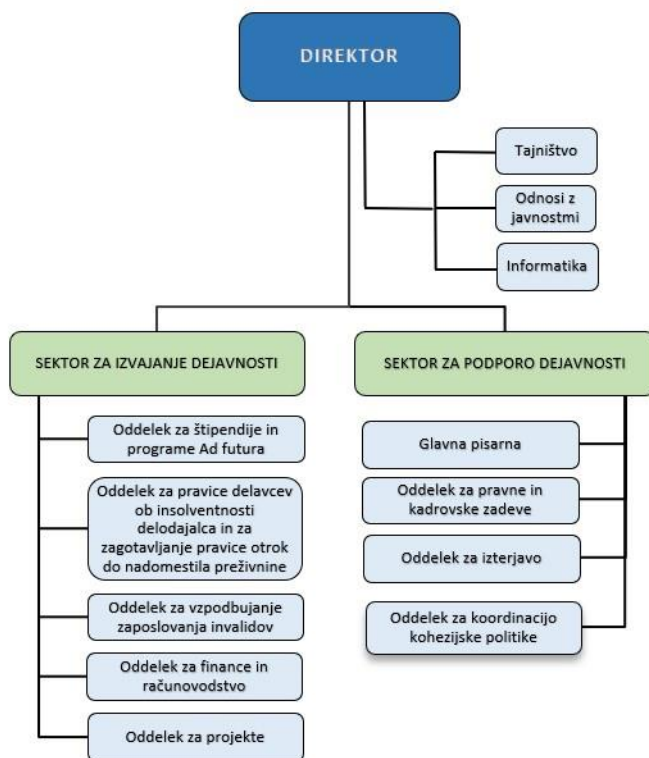 DIREKTOR
Tajništvo
Odnosi z
javnostmi
Informatika
SEKTOR ZA IZVAJANJE DEJAVNOSTI
Oddelek za štipendije in
programe Ad futura
Oddelek za pravice delavcev
ob insolventnosti
delodajalca in za
zagotavljanje pravice otrok
do nadomestila preživnine
Oddelek za vzpodbujanje
zaposlovanja invalidov
Oddelek za finance in
računovodstvo
Oddelek za projekte
SEKTOR ZA PODPORO DEJAVNOSTI
Glavna pisarna
Oddelek za pravne in
kadrovske zadeve
Oddelek za izterjavo
Oddelek za koordinacijo
kohezijske politike